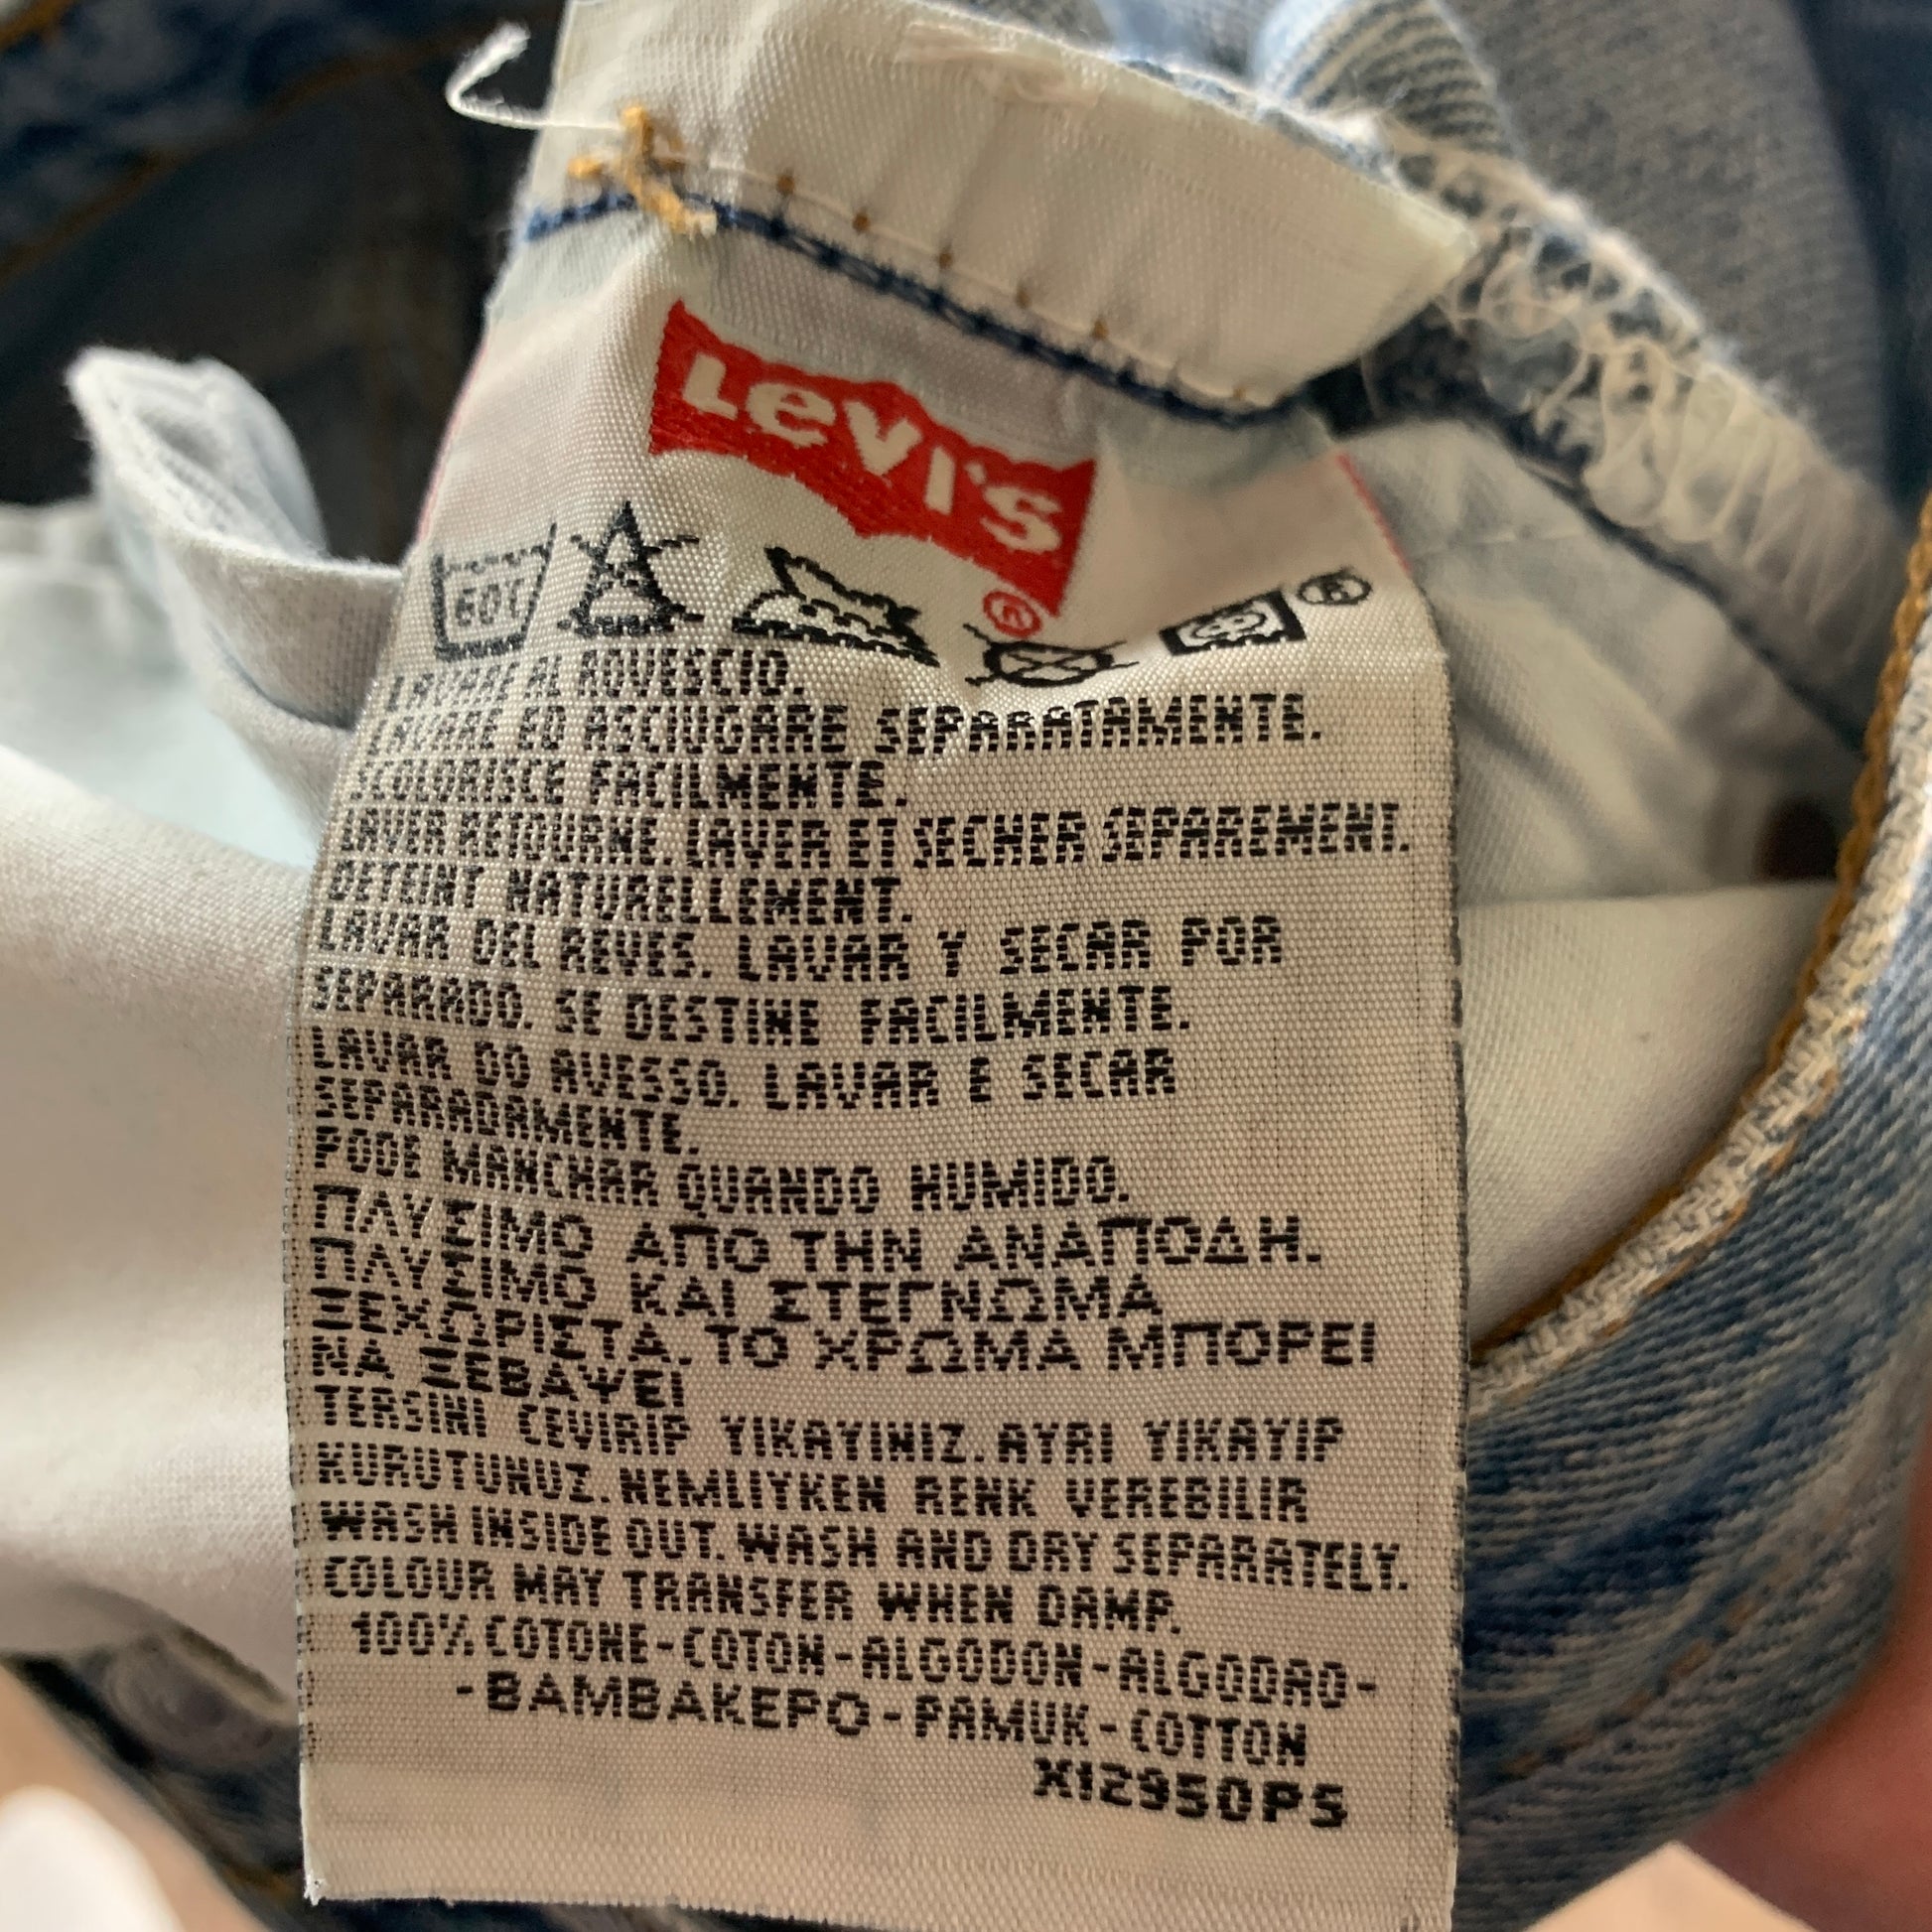 LEVI'S
®
60°C
®
LAVARE AL ROVESCIO.
LAVARE ED ASCIUGARE SEPARATAMENTE.
SCOLORISCE FACILMENTE.
LAVER RETOURNE. LAVER ET SECHER SEPAREMENT.
DETEINT NATURELLEMENT.
LAVAR DEL REVES. LAVAR Y SECAR POR
SEPARADO. SE DESTINE FACILMENTE.
LAVAR DO AVESSO. LAVAR E SECAR
SEPARADAMENTE.
PODE MANCHAR QUANDO HUMIDO.
ΠΛΥΣΙΜΟ ΑΠΟ ΤΗΝ ΑΝΑΠΟΔΗ.
ΠΛΥΣΙΜΟ ΚΑΙ ΣΤΕΓΝΩΜΑ
ΞΕΧΩΡΙΣΤΑ. ΤΟ ΧΡΩΜΑ ΜΠΟΡΕΙ
ΝΑ ΞΕΒΑΨΕΙ
TERSINI CEVIRIP YIKAYINIZ. AYRI YIKAYIP
KURUTUNUZ. NEMLIYKEN RENK VEREBILIR
WASH INSIDE OUT. WASH AND DRY SEPARATELY.
COLOUR MAY TRANSFER WHEN DAMP.
100% COTONE-COTON-ALGODON-ALGODAO-
-ΒΑΜΒΑΚΕΡΟ-PAMUK-COTTON
X12950P5